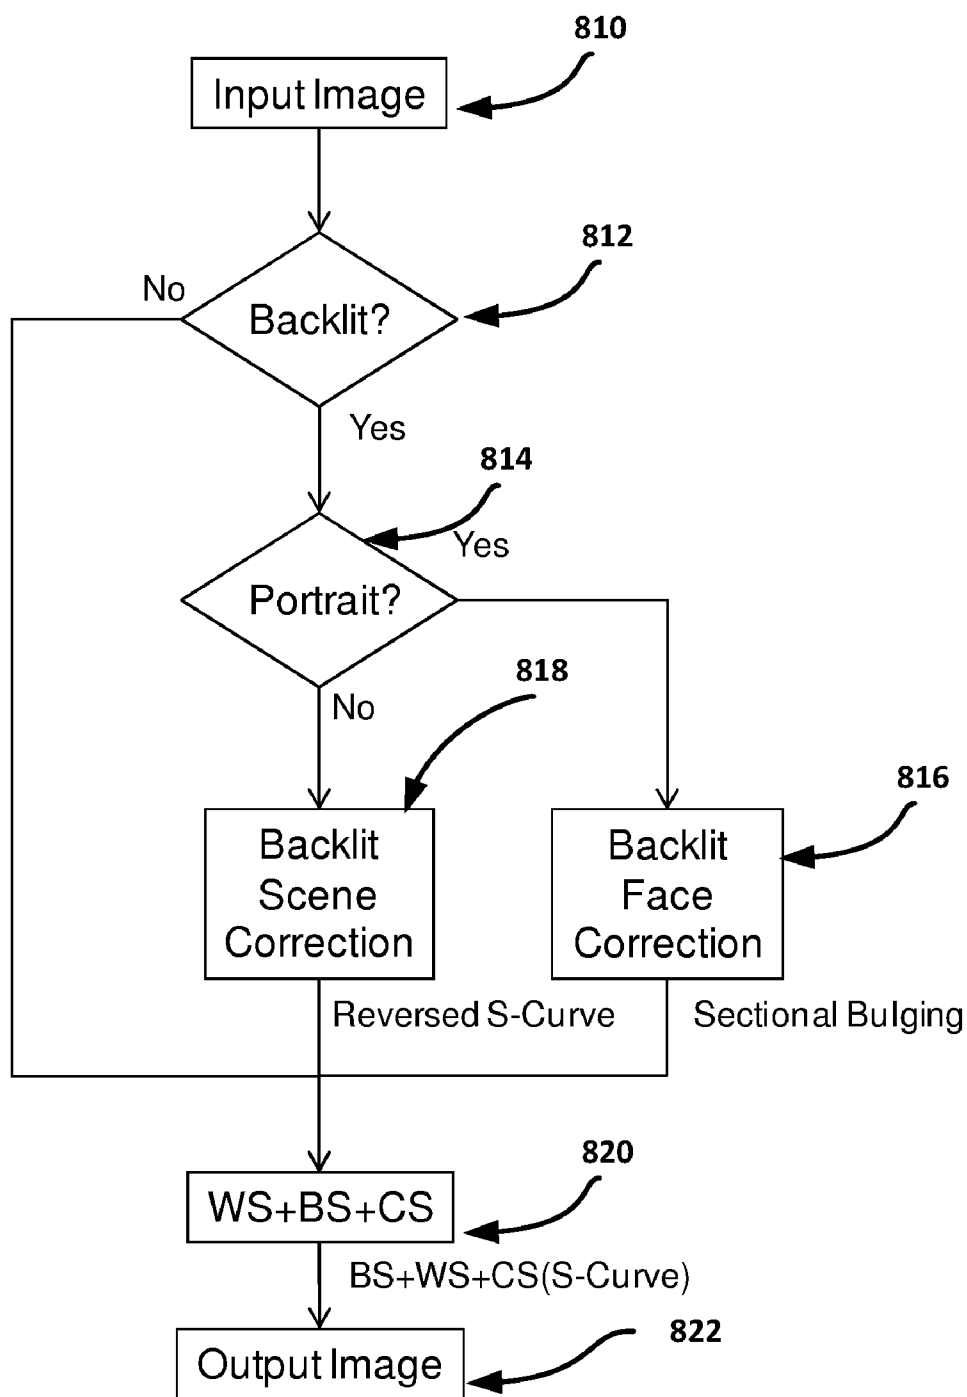 810
Input Image
812
No
Backlit?
Yes
814
Yes
Portrait?
818
No
816
Backlit
Scene
Correction
Backlit
Face
Correction
Reversed S-Curve
Sectional Bulging
820
WS+BS+CS
BS+WS+CS(S-Curve)
822
Output Image